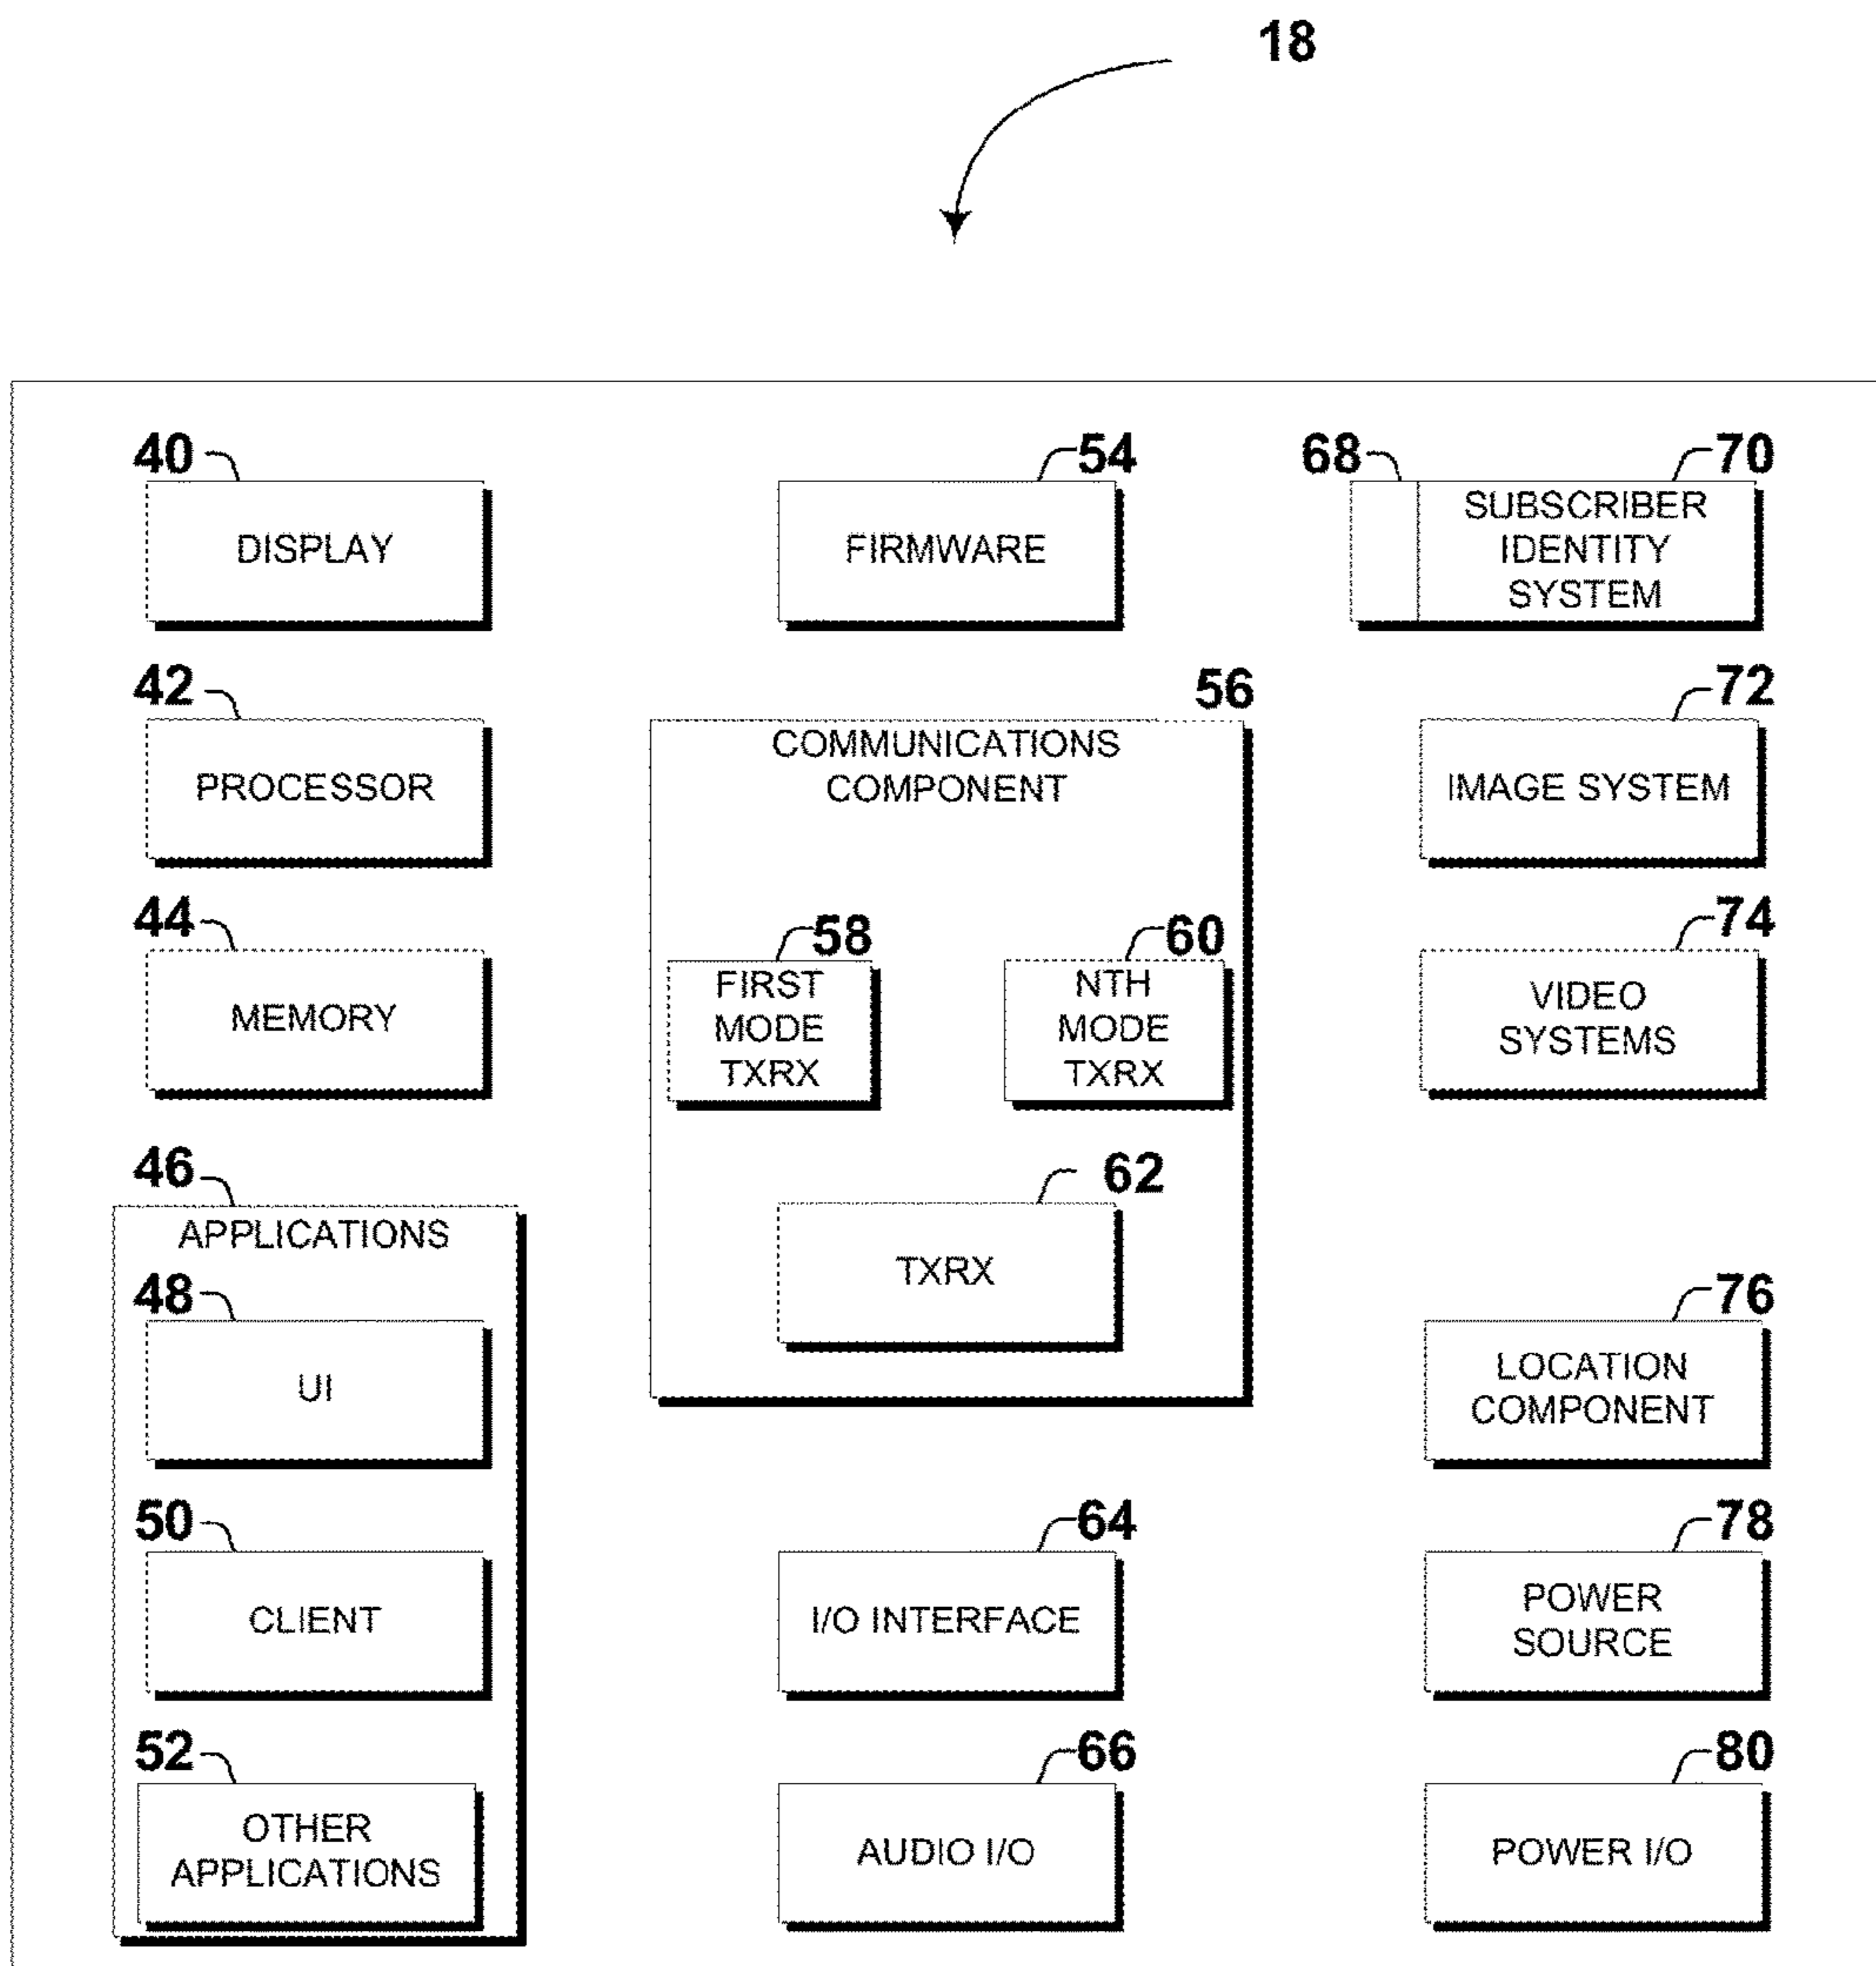 18
40
DISPLAY
54
FIRMWARE
68
70
SUBSCRIBER
IDENTITY
SYSTEM
42
PROCESSOR
56
COMMUNICATIONS
COMPONENT
72
IMAGE SYSTEM
44
MEMORY
58
FIRST
MODE
TXRX
60
NTH
MODE
TXRX
74
VIDEO
SYSTEMS
46
APPLICATIONS
62
TXRX
48
UI
76
LOCATION
COMPONENT
50
CLIENT
64
I/O INTERFACE
78
POWER
SOURCE
52
OTHER
APPLICATIONS
66
AUDIO I/O
80
POWER I/O